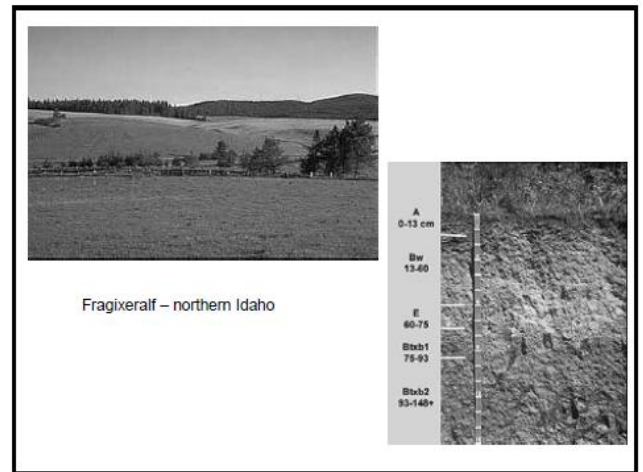 Fragixeralf – northern Idaho
A
0-13 cm
Bw
13-60
E
60-75
Btxb1
75-93
Btxb2
93-148+